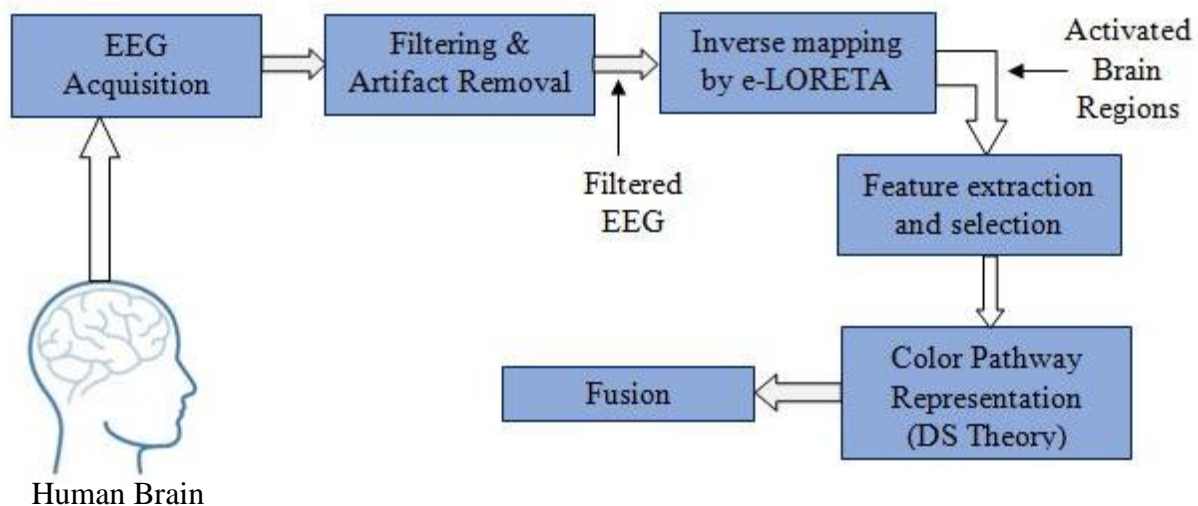 EEG
Acquisition
Filtering &
Artifact Removal
Inverse mapping
by e-LORETA
Activated
Brain
Regions
Filtered
EEG
Feature extraction
and selection
Color Pathway
Representation
(DS Theory)
Fusion
Human Brain